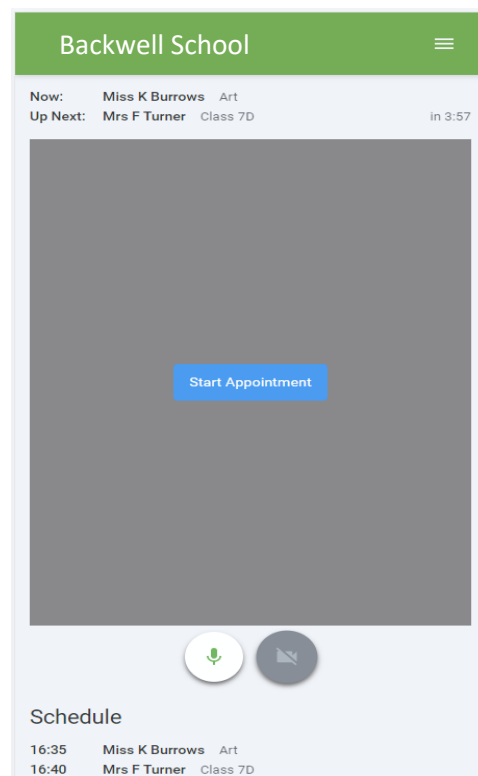 Backwell School
Now: Miss K Burrows Art
Up Next: Mrs F Turner Class 7D in 3:57
Start Appointment
Schedule
16:35 Miss K Burrows Art
16:40 Mrs F Turner Class 7D